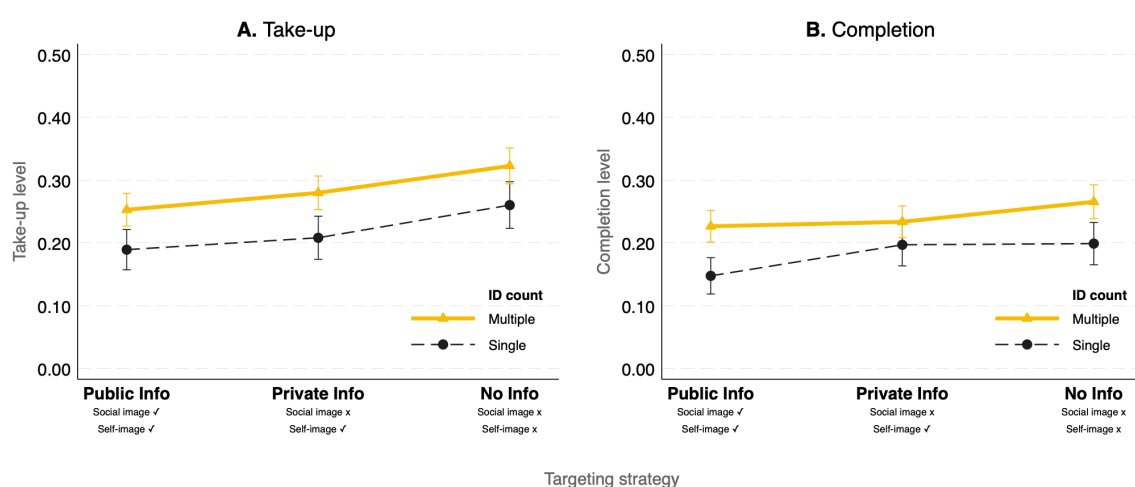 A. Take-up
0.50
0.40
0.30
0.20
0.10
0.00
Take-up level
ID count
Multiple
Single
Public Info
Social image ✓
Self-image ✓
Private Info
Social image x
Self-image ✓
No Info
Social image x
Self-image x
B. Completion
0.50
0.40
0.30
0.20
0.10
0.00
Completion level
ID count
Multiple
Single
Public Info
Social image ✓
Self-image ✓
Private Info
Social image x
Self-image ✓
No Info
Social image x
Self-image x
Targeting strategy